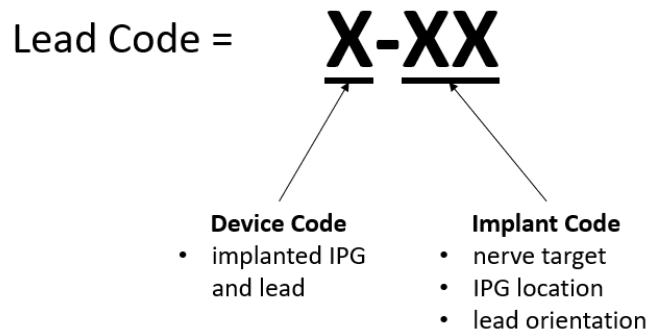 Lead Code = X-XX
Device Code
• implanted IPG
and lead
Implant Code
• nerve target
• IPG location
• lead orientation